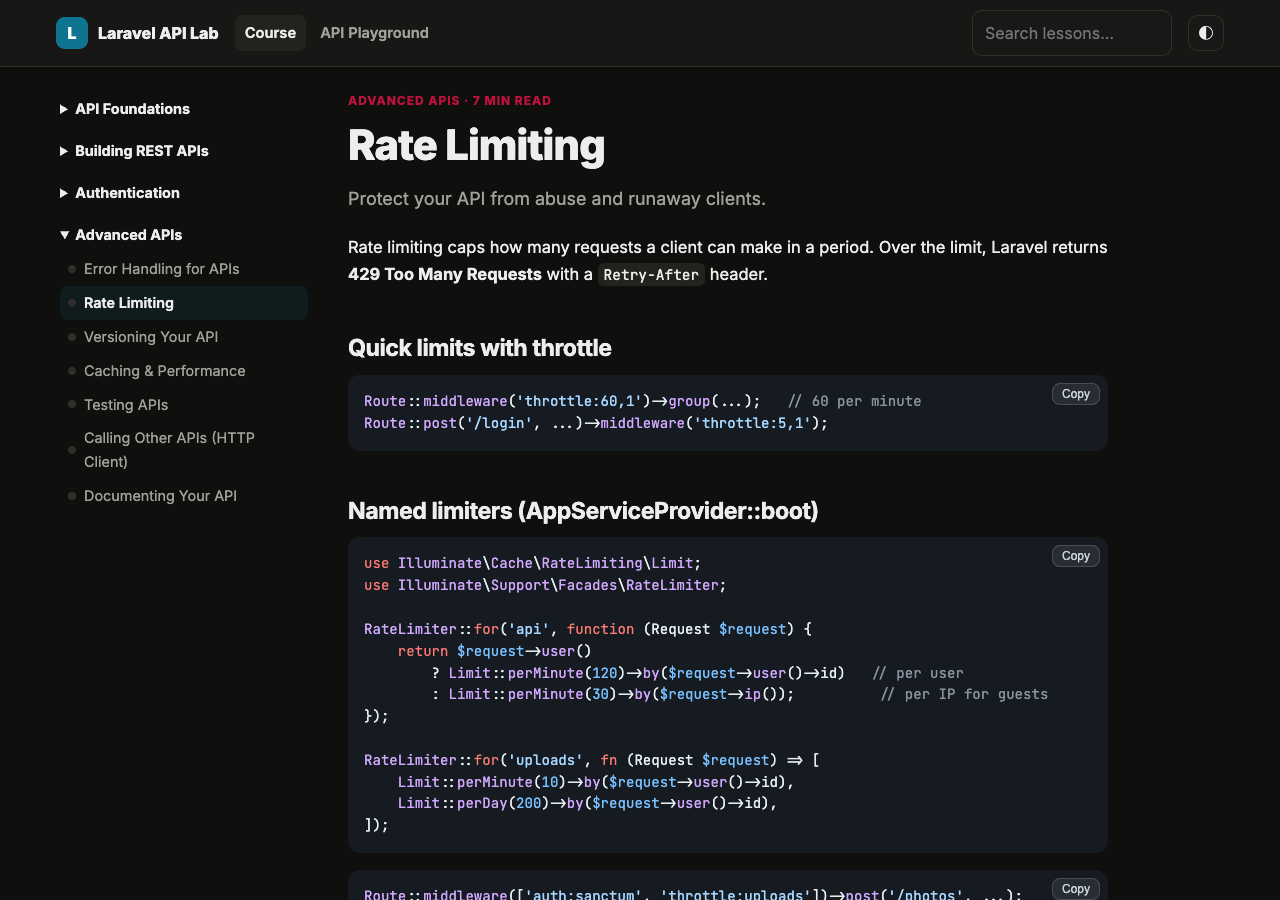 L Laravel API Lab Course API Playground Search lessons...
API Foundations
Building REST APIs
Authentication
Advanced APIs
Error Handling for APIs
Rate Limiting
Versioning Your API
Caching & Performance
Testing APIs
Calling Other APIs (HTTP
Client)
Documenting Your API
ADVANCED APIS · 7 MIN READ
Rate Limiting
Protect your API from abuse and runaway clients.
Rate limiting caps how many requests a client can make in a period. Over the limit, Laravel returns
429 Too Many Requests with a Retry-After header.
Quick limits with throttle
Copy
Route::middleware('throttle:60,1')->group(...);   // 60 per minute
Route::post('/login', ...)->middleware('throttle:5,1');
Named limiters (AppServiceProvider::boot)
Copy
use Illuminate\Cache\RateLimiting\Limit;
use Illuminate\Support\Facades\RateLimiter;
RateLimiter::for('api', function (Request $request) {
    return $request->user()
        ? Limit::perMinute(120)->by($request->user()->id)   // per user
        : Limit::perMinute(30)->by($request->ip());          // per IP for guests
});
RateLimiter::for('uploads', fn (Request $request) => [
    Limit::perMinute(10)->by($request->user()->id),
    Limit::perDay(200)->by($request->user()->id),
]);
Copy
Route::middleware(['auth:sanctum', 'throttle:uploads'])->post('/photos', ...);